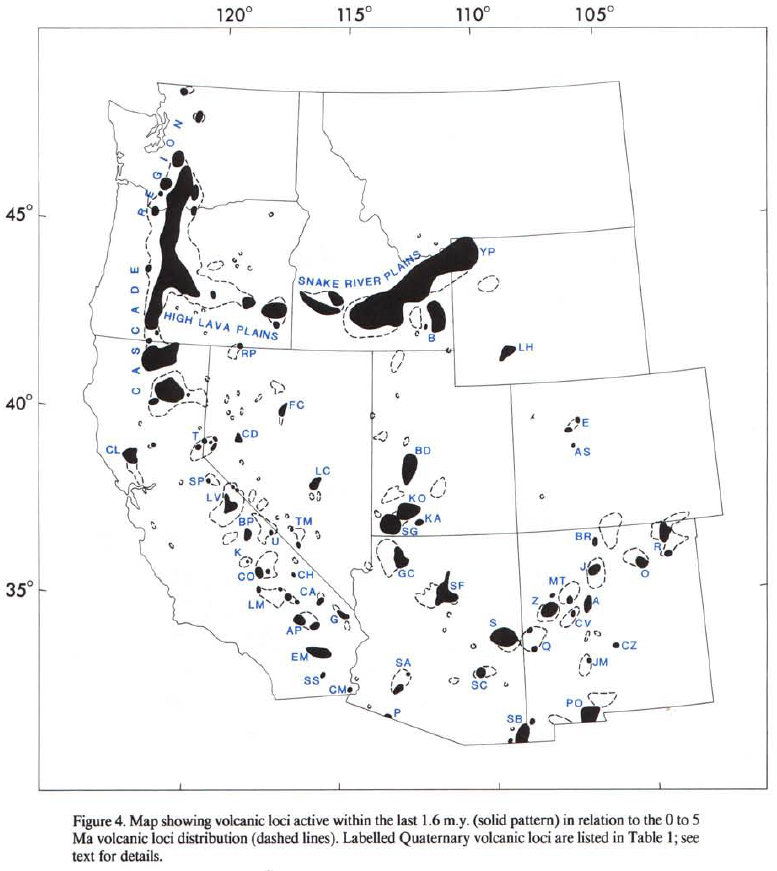 120° 115° 110° 105°
45°
40°
35°
CASCADE REGION
HIGH LAVA PLAINS
SNAKE RIVER PLAINS
YP
B
LH
RP
FC
CD
T
CL
SP
LV
LC
BD
KO
KA
SG
E
AS
BP
TM
U
K
CO
CH
CA
LM
AP
G
EM
SS
CM
GC
SF
BR
R
O
J
MT
Z
A
CV
S
Q
CZ
JM
SA
SC
P
SB
PO
Figure 4. Map showing volcanic loci active within the last 1.6 m.y. (solid pattern) in relation to the 0 to 5
Ma volcanic loci distribution (dashed lines). Labelled Quaternary volcanic loci are listed in Table 1; see
text for details.